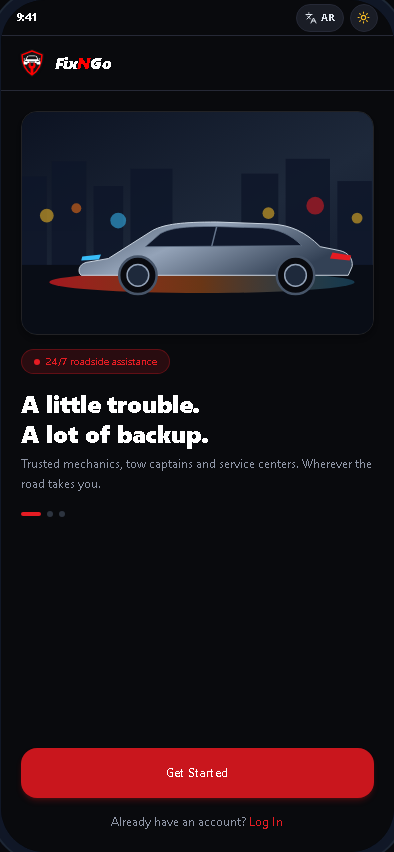 9:41
AR
FixNGo
24/7 roadside assistance
A little trouble.
A lot of backup.
Trusted mechanics, tow captains and service centers. Wherever the
road takes you.
Get Started
Already have an account? Log In